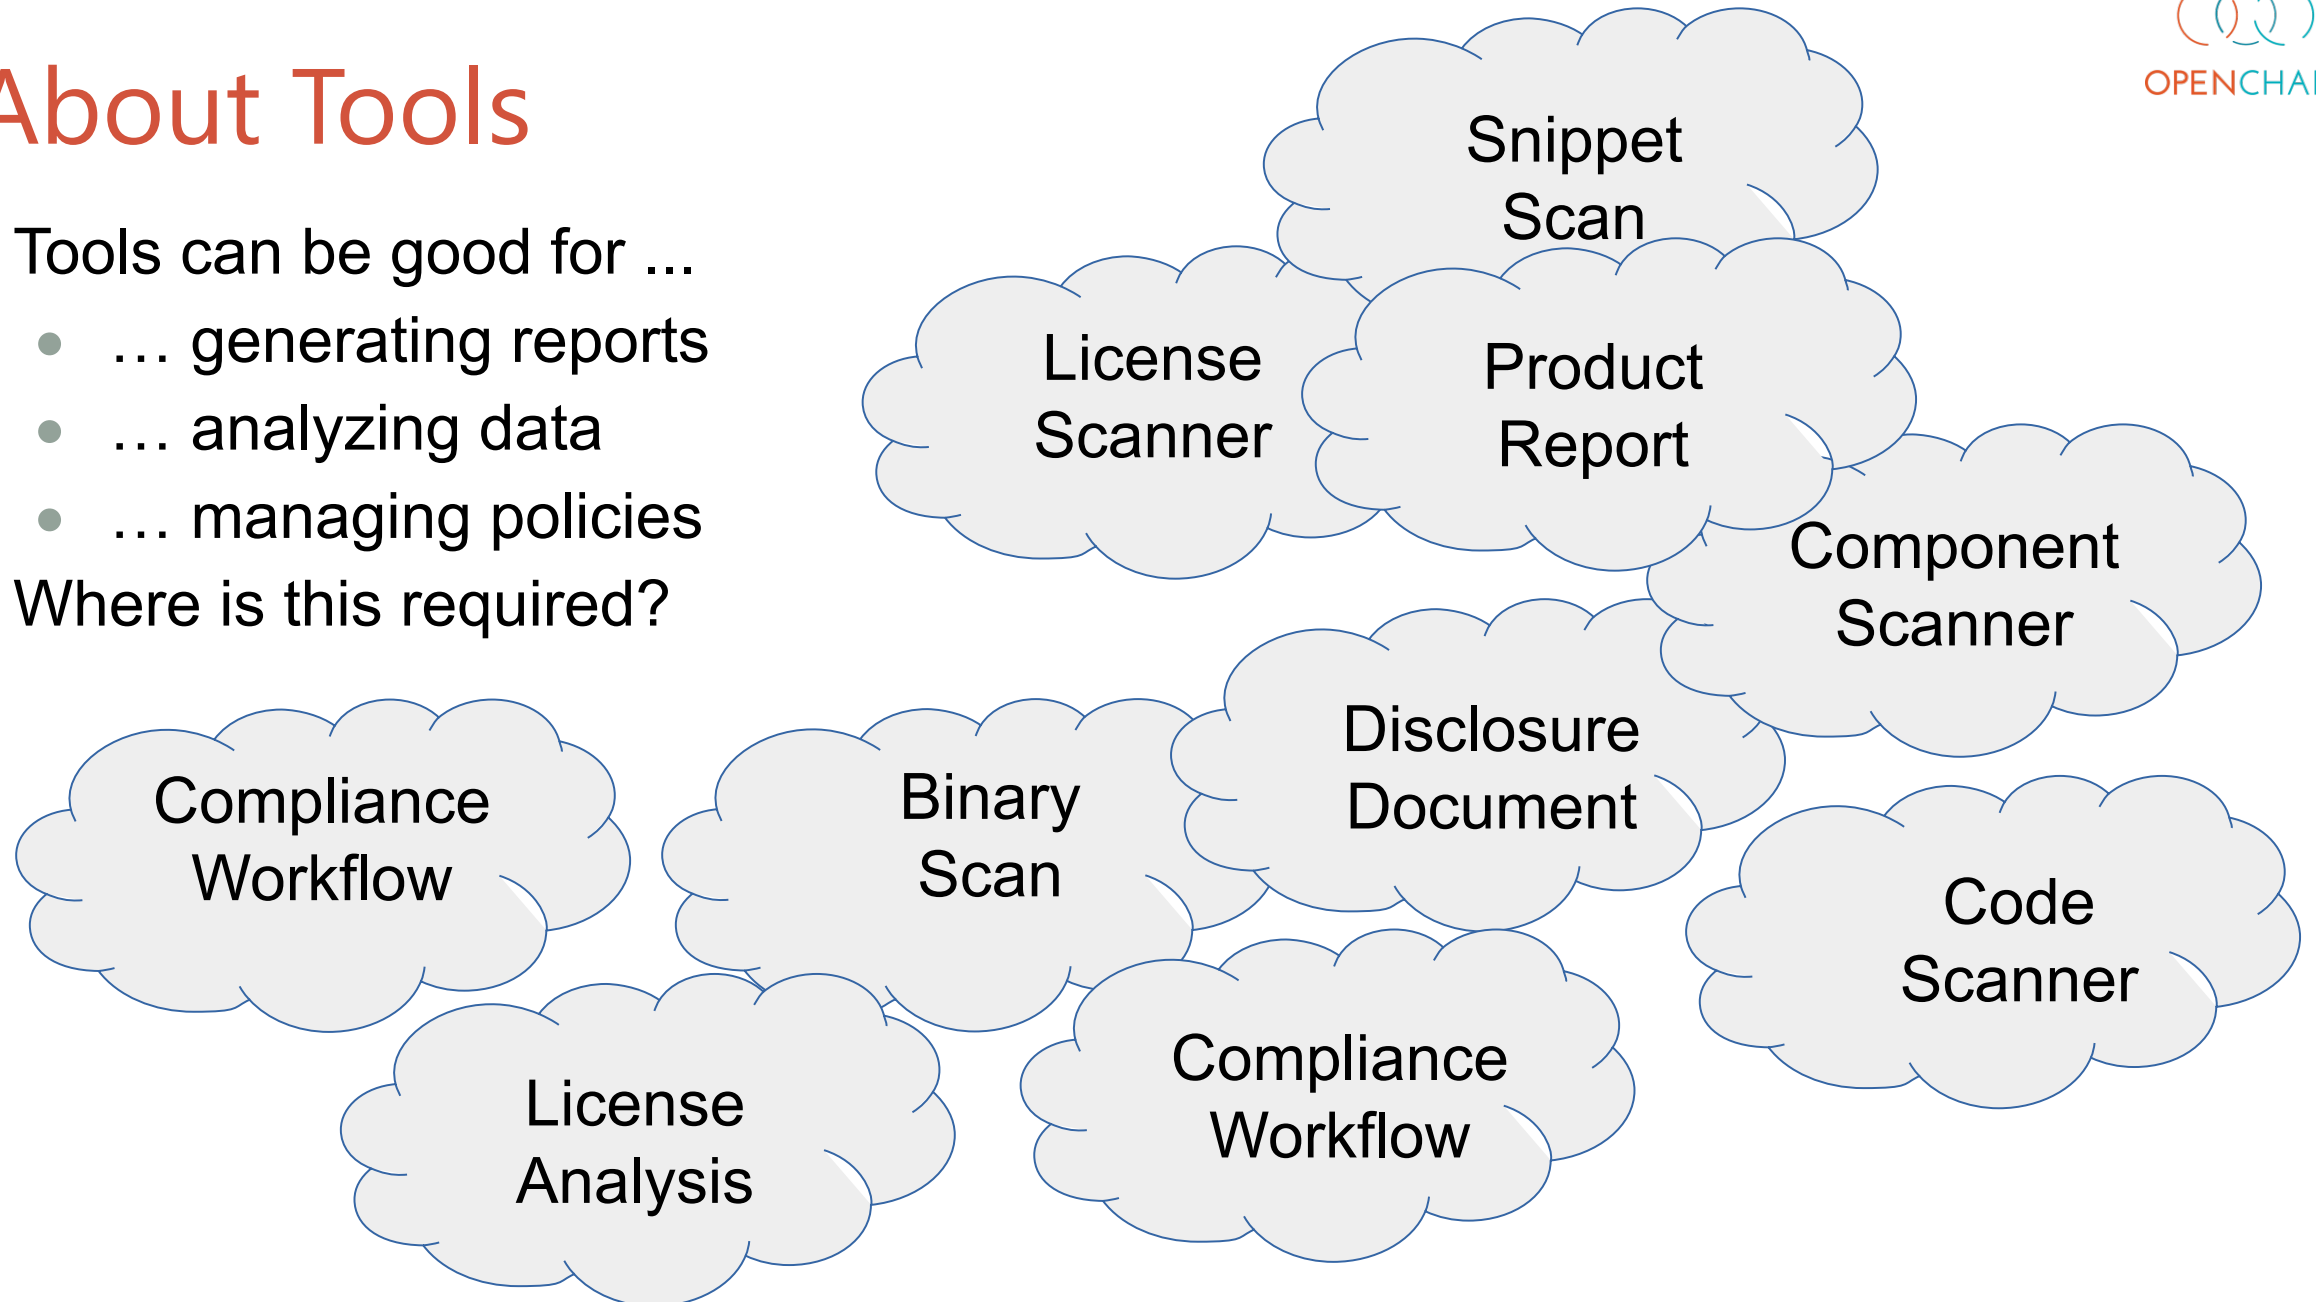 About Tools
OPENCHAI
Tools can be good for ...
… generating reports
… analyzing data
… managing policies
Where is this required?
Snippet
Scan
License
Scanner
Product
Report
Component
Scanner
Disclosure
Document
Compliance
Workflow
Binary
Scan
Code
Scanner
License
Analysis
Compliance
Workflow